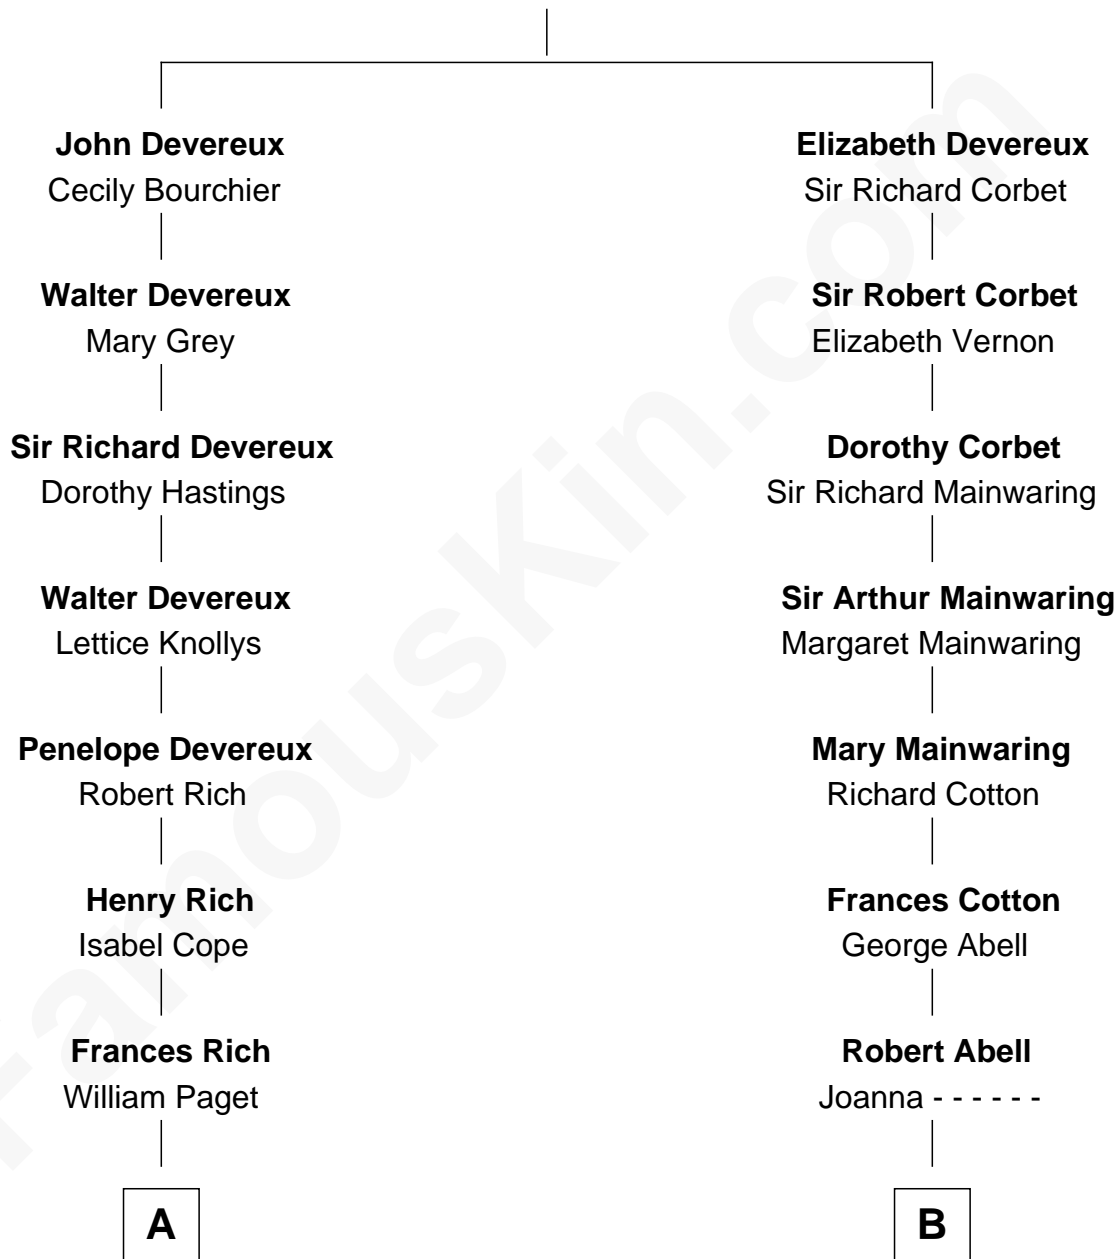 John Devereux
Cecily Bourchier
Walter Devereux
Mary Grey
Sir Richard Devereux
Dorothy Hastings
Walter Devereux
Lettice Knollys
Penelope Devereux
Robert Rich
Henry Rich
Isabel Cope
Frances Rich
William Paget
A
Elizabeth Devereux
Sir Richard Corbet
Sir Robert Corbet
Elizabeth Vernon
Dorothy Corbet
Sir Richard Mainwaring
Sir Arthur Mainwaring
Margaret Mainwaring
Mary Mainwaring
Richard Cotton
Frances Cotton
George Abell
Robert Abell
Joanna - - - - - -
B
FamousKin.com